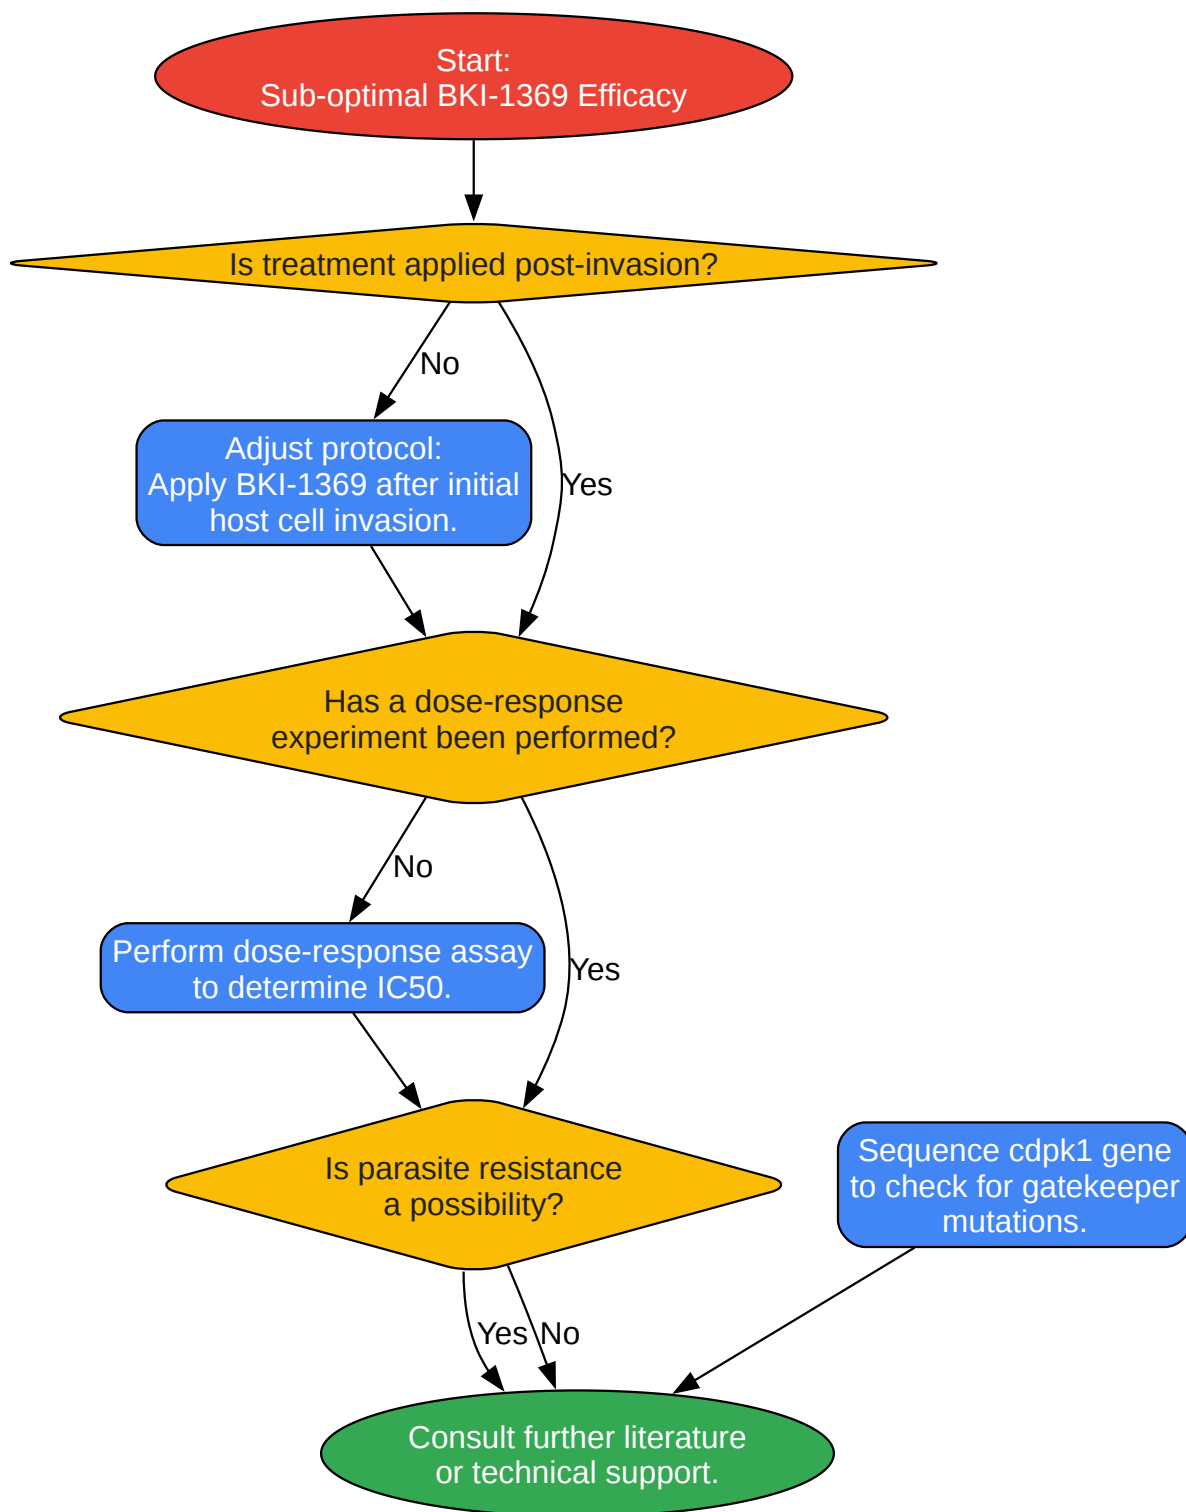 Start:
Sub-optimal BKI-1369 Efficacy
Is treatment applied post-invasion?
No
Adjust protocol:
Apply BKI-1369 after initial
host cell invasion.
Yes
Has a dose-response
experiment been performed?
No
Perform dose-response assay
to determine IC50.
Yes
Is parasite resistance
a possibility?
Sequence cdpk1 gene
to check for gatekeeper
mutations.
Yes
No
Consult further literature
or technical support.